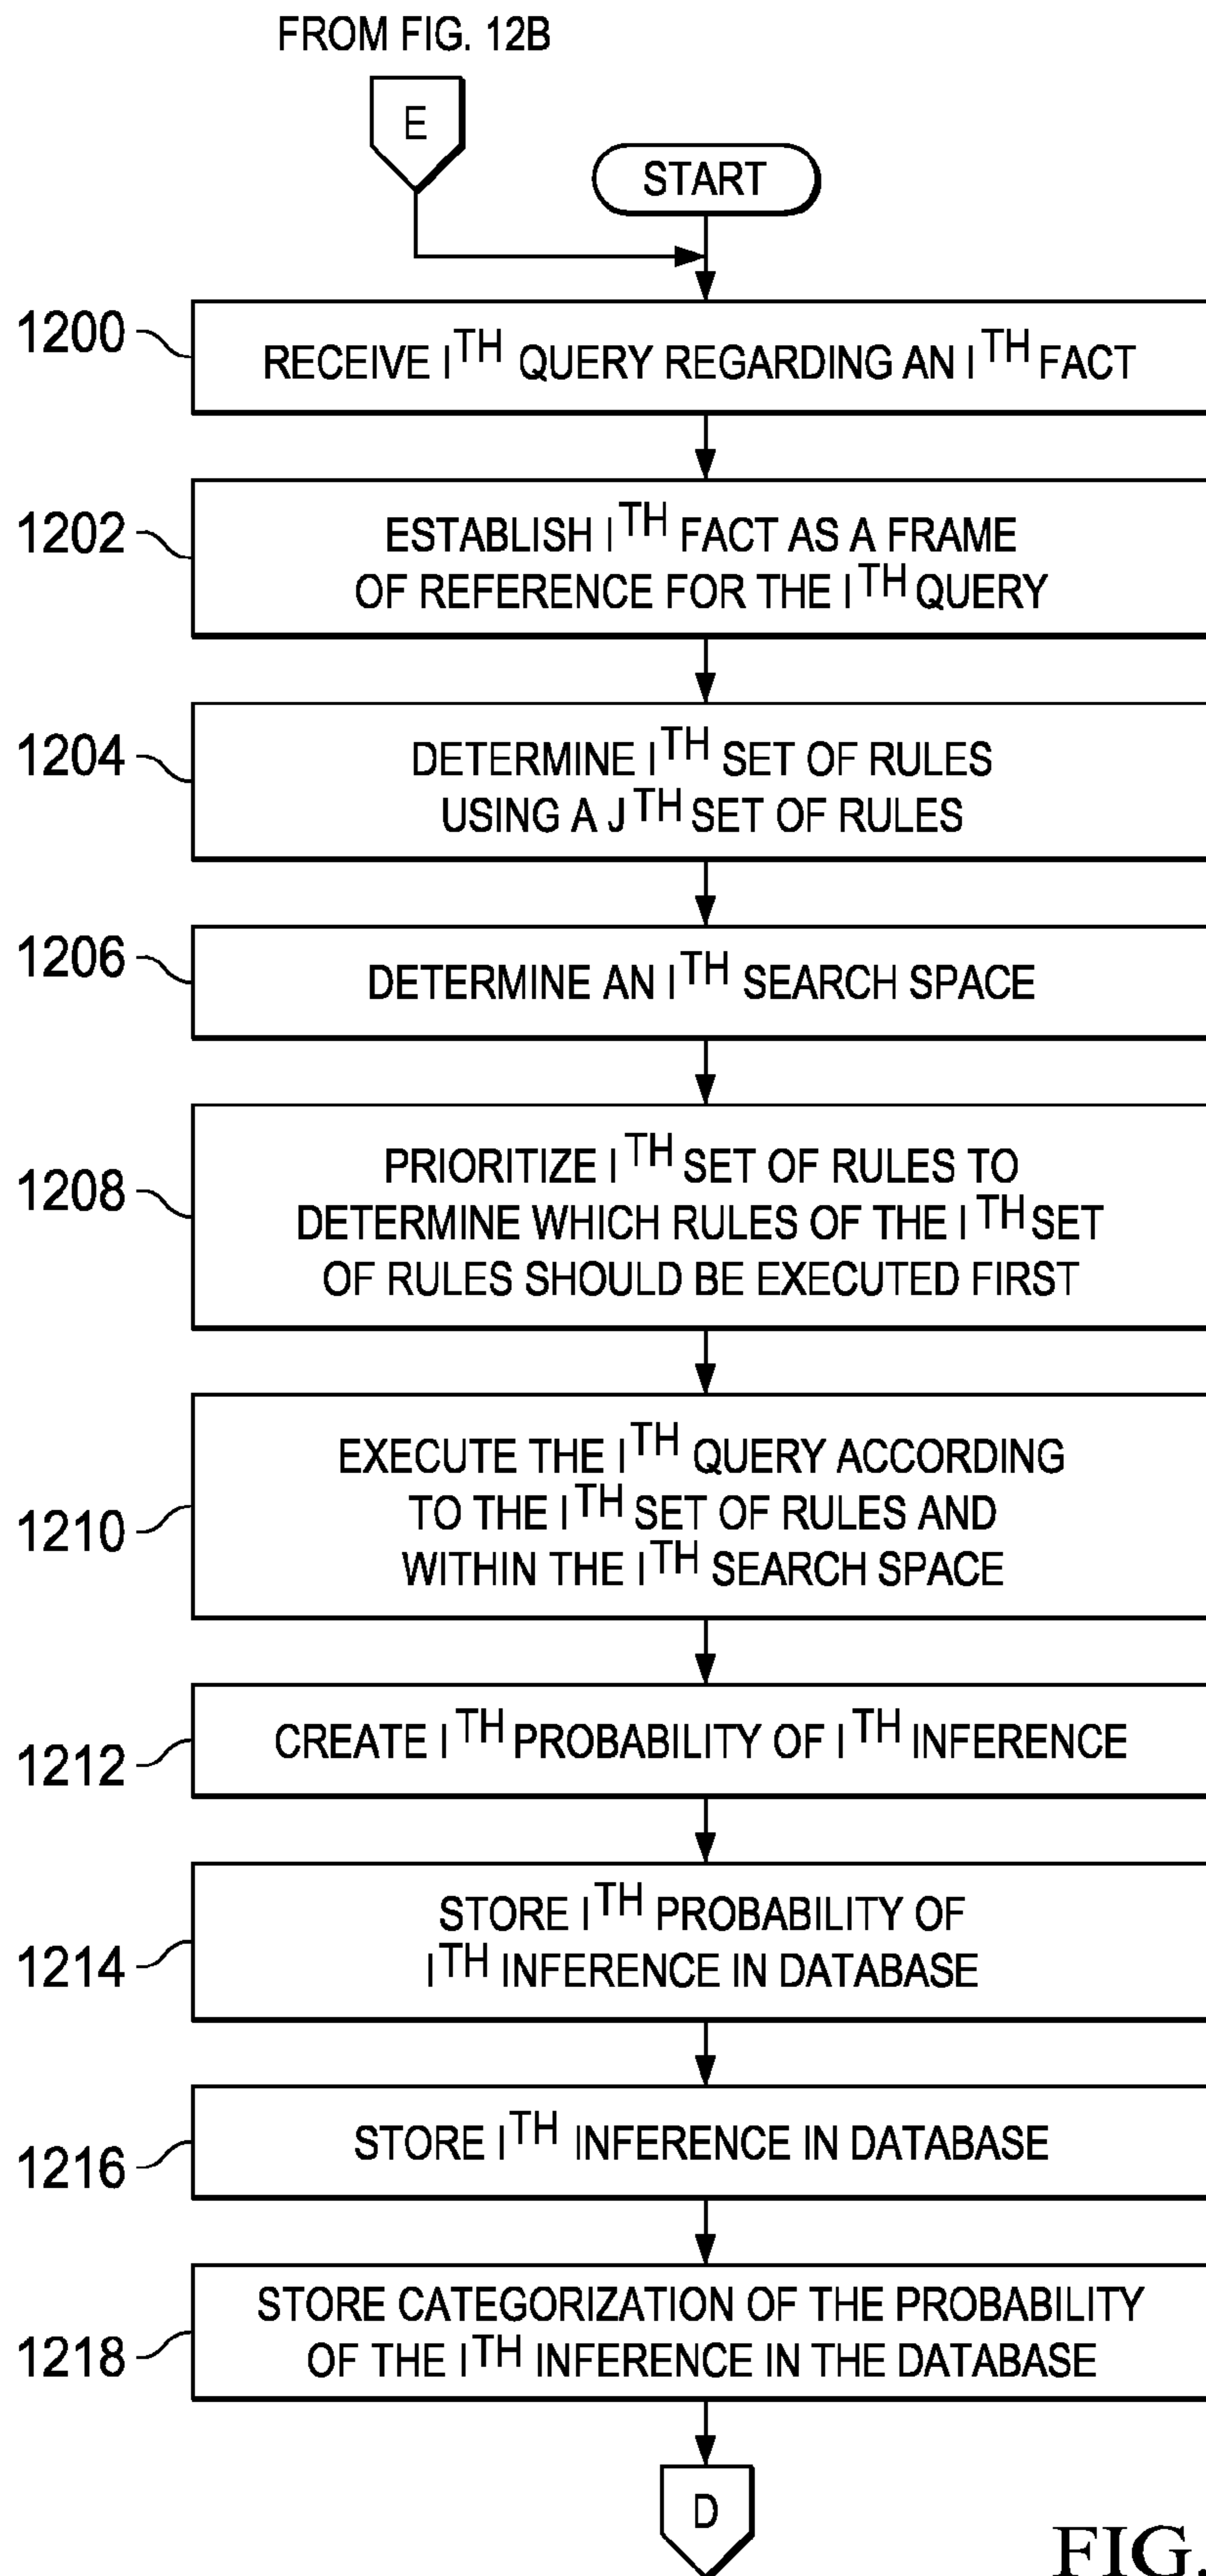 FROM FIG. 12B
E
START
1200
RECEIVE I^TH QUERY REGARDING AN I^TH FACT
1202
ESTABLISH I^TH FACT AS A FRAME
OF REFERENCE FOR THE I^TH QUERY
1204
DETERMINE I^TH SET OF RULES
USING A J^TH SET OF RULES
1206
DETERMINE AN I^TH SEARCH SPACE
1208
PRIORITIZE I^TH SET OF RULES TO
DETERMINE WHICH RULES OF THE I^TH SET
OF RULES SHOULD BE EXECUTED FIRST
1210
EXECUTE THE I^TH QUERY ACCORDING
TO THE I^TH SET OF RULES AND
WITHIN THE I^TH SEARCH SPACE
1212
CREATE I^TH PROBABILITY OF I^TH INFERENCE
1214
STORE I^TH PROBABILITY OF
I^TH INFERENCE IN DATABASE
1216
STORE I^TH INFERENCE IN DATABASE
1218
STORE CATEGORIZATION OF THE PROBABILITY
OF THE I^TH INFERENCE IN THE DATABASE
D
FIG.